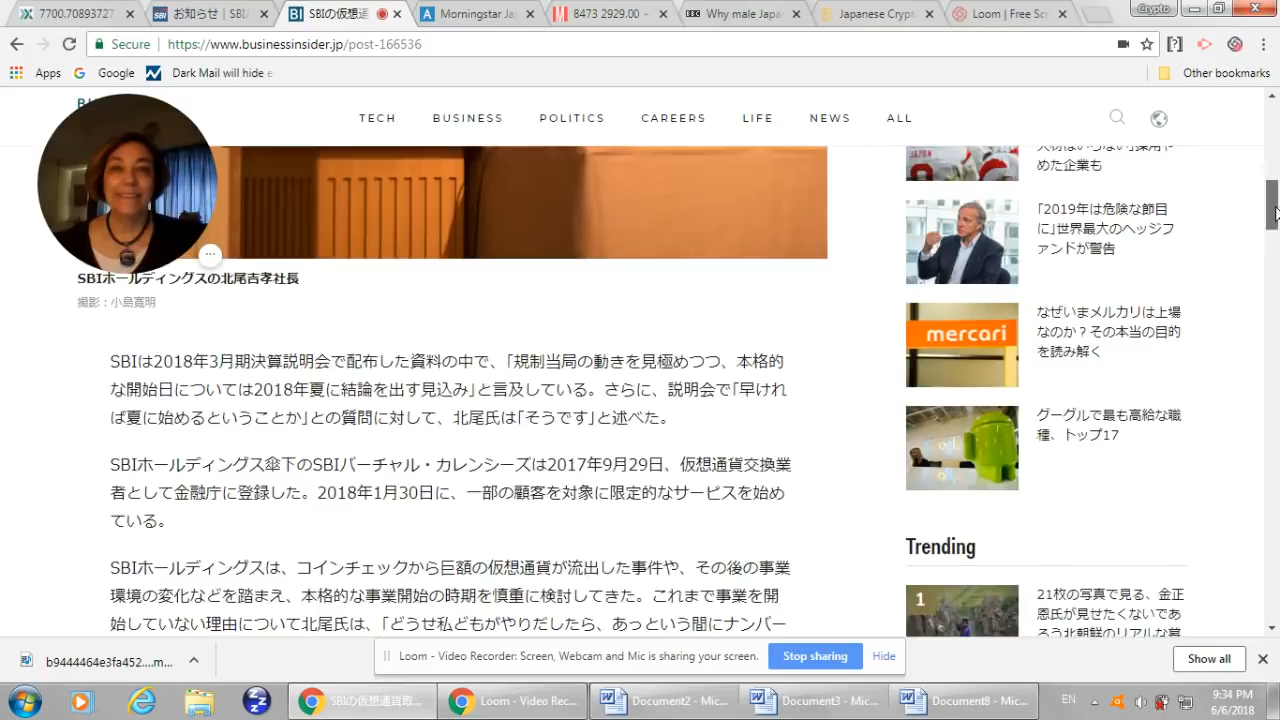 7700.70893727
お知らせ | SBI
SBIの仮想通
Morningstar Ja
8473 2929.00 -
Why male Japa
Japanese Crypt
Loom | Free Scr
Crypto
Secure
https://www.businessinsider.jp/post-166536
Apps
Google
Dark Mail will hide e
Other bookmarks
TECH
BUSINESS
POLITICS
CAREERS
LIFE
NEWS
ALL
めた企業も
「2019年は危険な節目
に」世界最大のヘッジフ
ァンドが警告
mercari
なぜいまメルカリは上場
なのか？その本当の目的
を読み解く
グーグルで最も高給な職
種、トップ17
Trending
1
21枚の写真で見る、金正
恩氏が見せたくないであ
ろう北朝鮮のリアルな暮
SBIホールディングスの北尾吉孝社長
撮影：小島寛明
SBIは2018年3月期決算説明会で配布した資料の中で、「規制当局の動きを見極めつつ、本格的
な開始日については2018年夏に結論を出す見込み」と言及している。さらに、説明会で「早けれ
ば夏に始めるということか」との質問に対して、北尾氏は「そうです」と述べた。
SBIホールディングス傘下のSBIバーチャル・カレンシーズは2017年9月29日、仮想通貨交換業
者として金融庁に登録した。2018年1月30日に、一部の顧客を対象に限定的なサービスを始め
ている。
SBIホールディングスは、コインチェックから巨額の仮想通貨が流出した事件や、その後の事業
環境の変化などを踏まえ、本格的な事業開始の時期を慎重に検討してきた。これまで事業を開
始していない理由について北尾氏は、「どうせ私どもがやりだしたら、あっという間にナンバー
Loom - Video Recorder: Screen, Webcam and Mic is sharing your screen.
Stop sharing
Hide
b9444464e3fa452....m...
Show all
SBIの仮想通貨取...
Loom - Video Rec...
Document2 - Mic...
Document3 - Mic...
Document8 - Mic...
EN
9:34 PM
6/6/2018